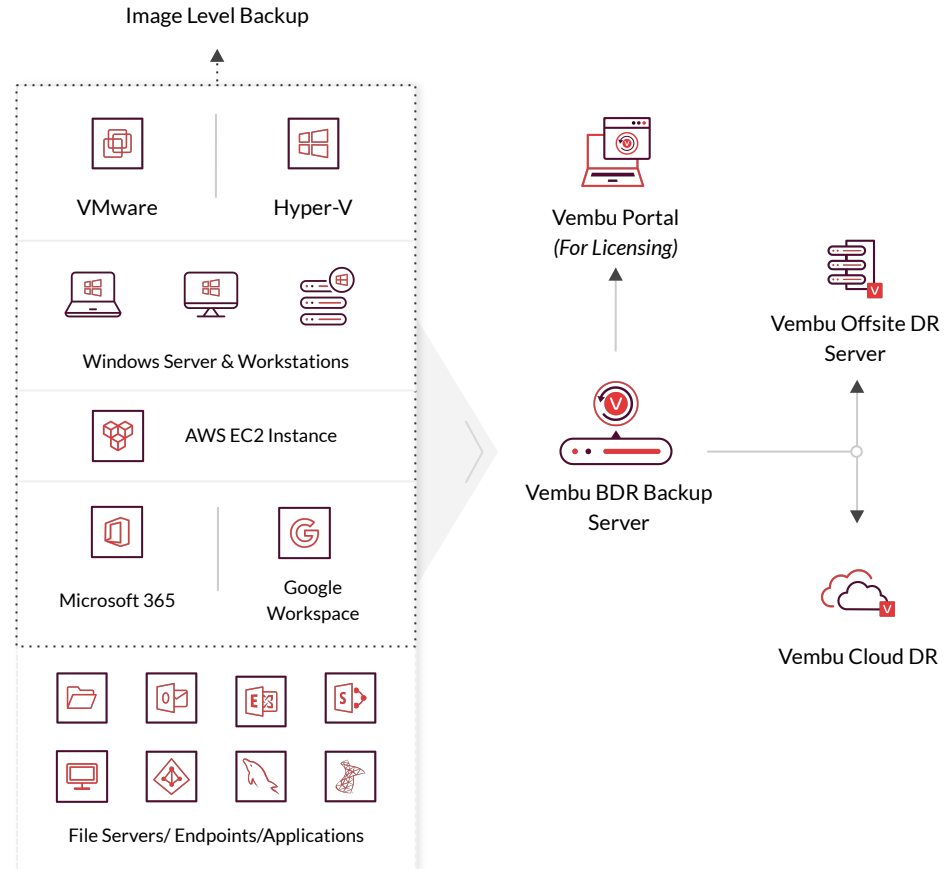 Image Level Backup
VMware
Hyper-V
Windows Server & Workstations
AWS EC2 Instance
Microsoft 365
Google
Workspace
O
E
S
File Servers/ Endpoints/Applications
V
Vembu Portal
(For Licensing)
V
Vembu BDR Backup
Server
V
Vembu Offsite DR
Server
V
Vembu Cloud DR